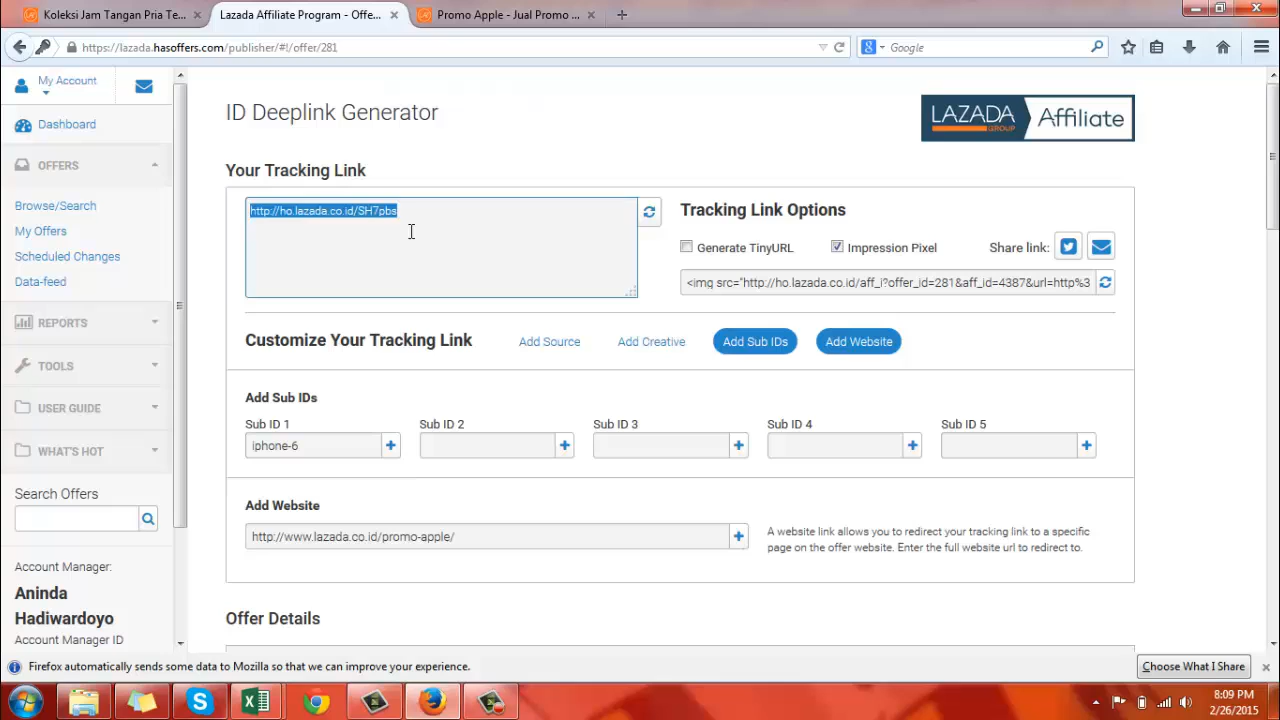 Koleksi Jam Tangan Pria Te...
Lazada Affiliate Program - Offe...
Promo Apple - Jual Promo ...
https://lazada.hasoffers.com/publisher/#!/offer/281
Google
My Account
Dashboard
OFFERS
Browse/Search
My Offers
Scheduled Changes
Data-feed
REPORTS
TOOLS
USER GUIDE
WHAT'S HOT
Search Offers
Account Manager:
Aninda
Hadiwardoyo
Account Manager ID
ID Deeplink Generator
LAZADA GROUP Affiliate
Your Tracking Link
http://ho.lazada.co.id/SH7pbs
Tracking Link Options
Generate TinyURL
Impression Pixel
Share link:
<img src="http://ho.lazada.co.id/aff_i?offer_id=281&aff_id=4387&url=http%3
Customize Your Tracking Link
Add Source
Add Creative
Add Sub IDs
Add Website
Add Sub IDs
Sub ID 1
Sub ID 2
Sub ID 3
Sub ID 4
Sub ID 5
iphone-6
Add Website
http://www.lazada.co.id/promo-apple/
A website link allows you to redirect your tracking link to a specific
page on the offer website. Enter the full website url to redirect to.
Offer Details
Firefox automatically sends some data to Mozilla so that we can improve your experience.
Choose What I Share
8:09 PM
2/26/2015